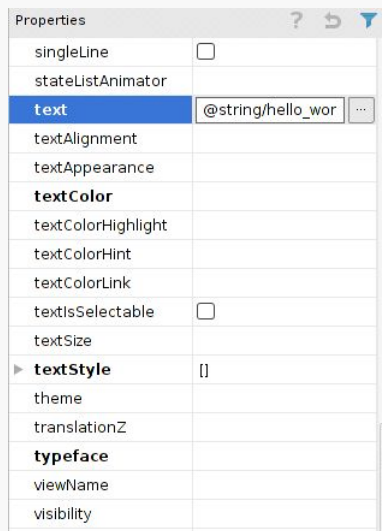 Properties ?
singleLine
stateListAnimator
text @string/hello_wor ...
textAlignment
textAppearance
textColor
textColorHighlight
textColorHint
textColorLink
textIsSelectable
textSize
textStyle []
theme
translationZ
typeface
viewName
visibility